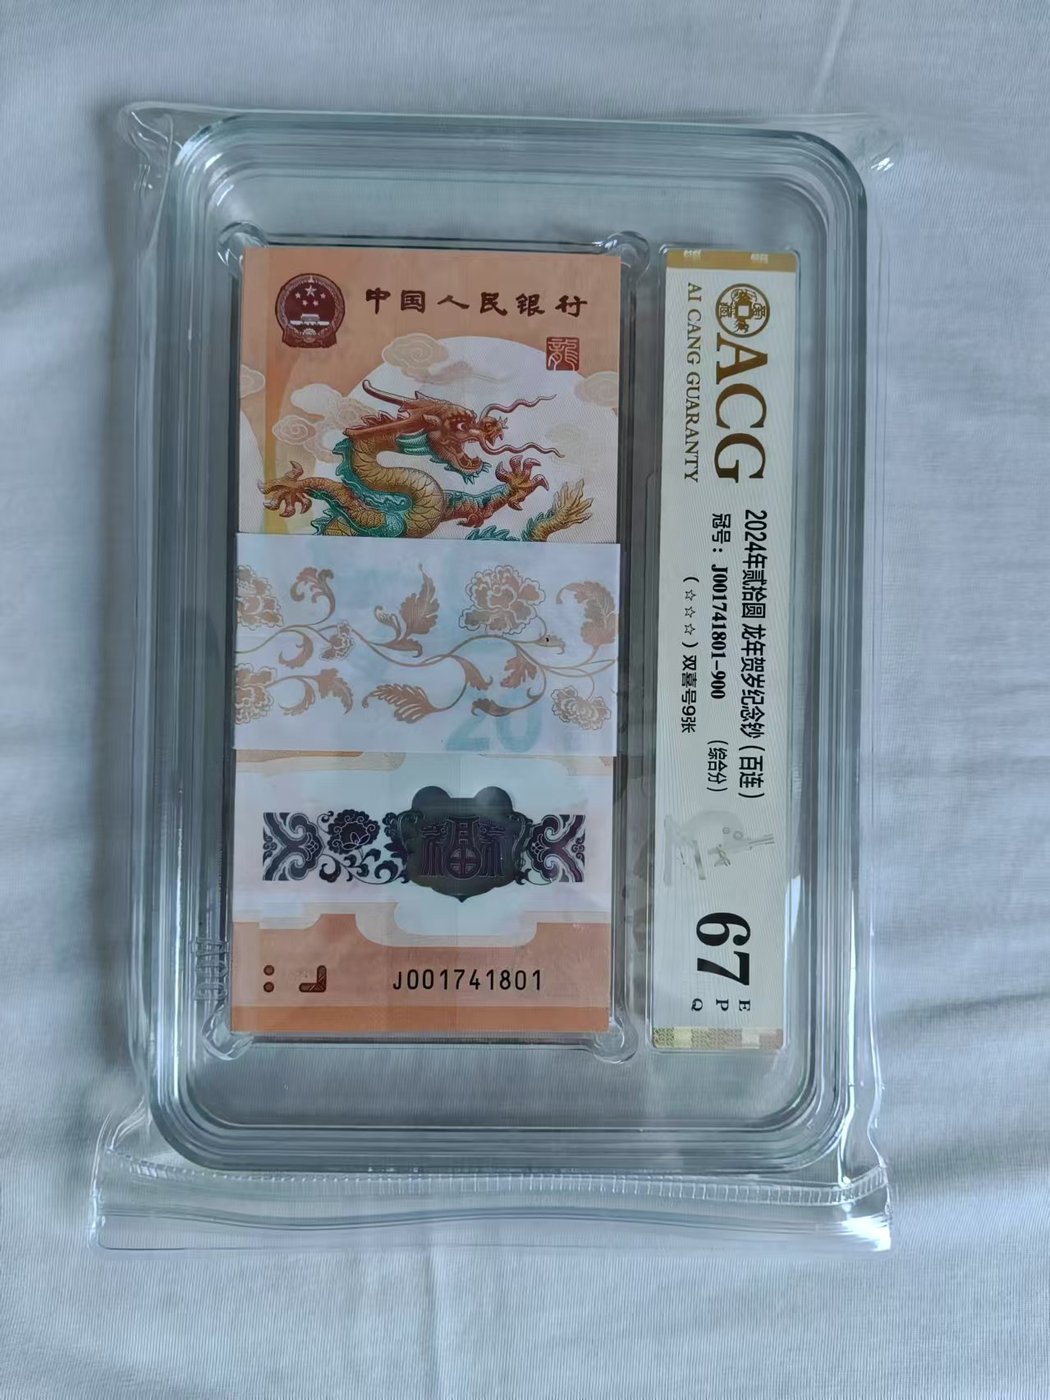 中国人民银行
龍
20
福
J001741801
ACG
AI CANG GUARANTY
2024年贰拾圆 龙年贺岁纪念钞（百连）
冠号：J001741801-900 （综合分）
（☆☆☆）双喜号9张
67
E
P
Q